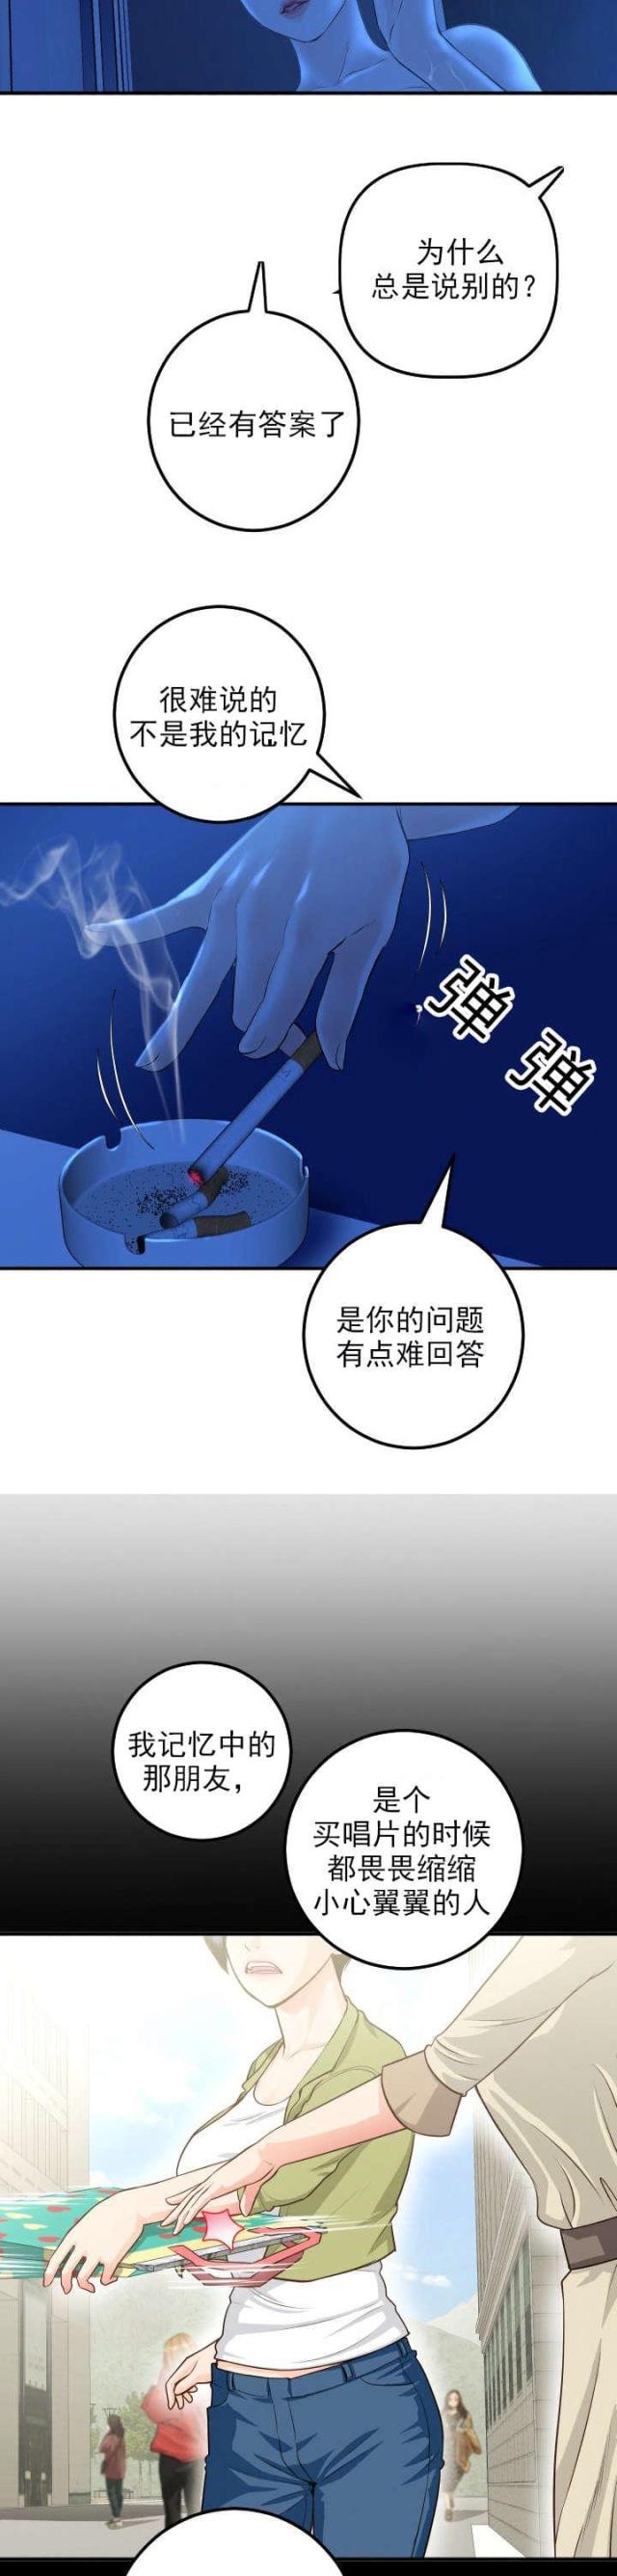 为什么
总是说别的?
已经有答案了
很难说的
不是我的记忆
弹
弹
是你的问题
有点难回答
我记忆中的
那朋友,
是个
买唱片的时候
都畏畏缩缩
小心翼翼的人